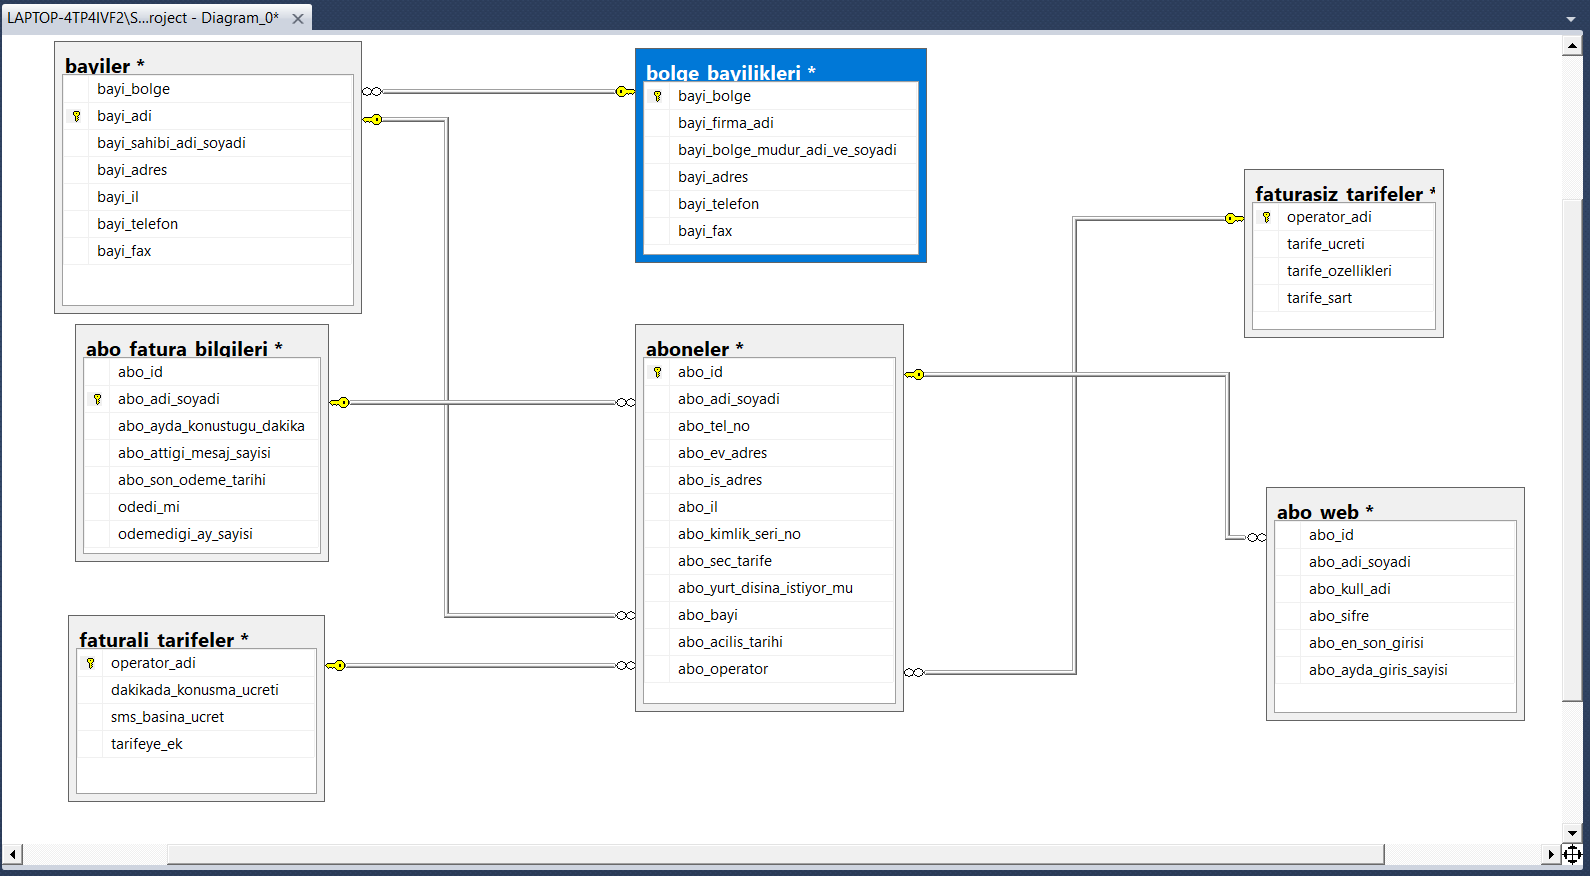 LAPTOP-4TP4IVF2\S...roject - Diagram_0*
bayiler *
bayi_bolge
bayi_adi
bayi_sahibi_adi_soyadi
bayi_adres
bayi_il
bayi_telefon
bayi_fax
bolge_bayilikleri *
bayi_bolge
bayi_firma_adi
bayi_bolge_mudur_adi_ve_soyadi
bayi_adres
bayi_telefon
bayi_fax
faturasiz_tarifeler *
operator_adi
tarife_ucreti
tarife_ozellikleri
tarife_sart
abo_fatura_bilgileri *
abo_id
abo_adi_soyadi
abo_ayda_konustugu_dakika
abo_attigi_mesaj_sayisi
abo_son_odeme_tarihi
odedi_mi
odemedigi_ay_sayisi
aboneler *
abo_id
abo_adi_soyadi
abo_tel_no
abo_ev_adres
abo_is_adres
abo_il
abo_kimlik_seri_no
abo_sec_tarife
abo_yurt_disina_istiyor_mu
abo_bayi
abo_acilis_tarihi
abo_operator
abo_web *
abo_id
abo_adi_soyadi
abo_kull_adi
abo_sifre
abo_en_son_girisi
abo_ayda_giris_sayisi
faturali_tarifeler *
operator_adi
dakikada_konusma_ucreti
sms_basina_ucret
tarifeye_ek